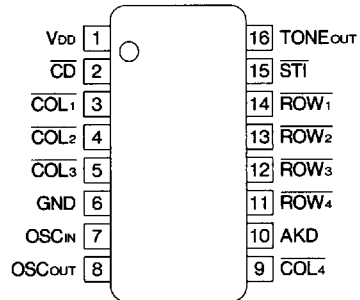 VDD 1 16 TONEOUT
CD 2 15 STI
COL1 3 14 ROW1
COL2 4 13 ROW2
COL3 5 12 ROW3
GND 6 11 ROW4
OSCIN 7 10 AKD
OSCOUT 8 9 COL4